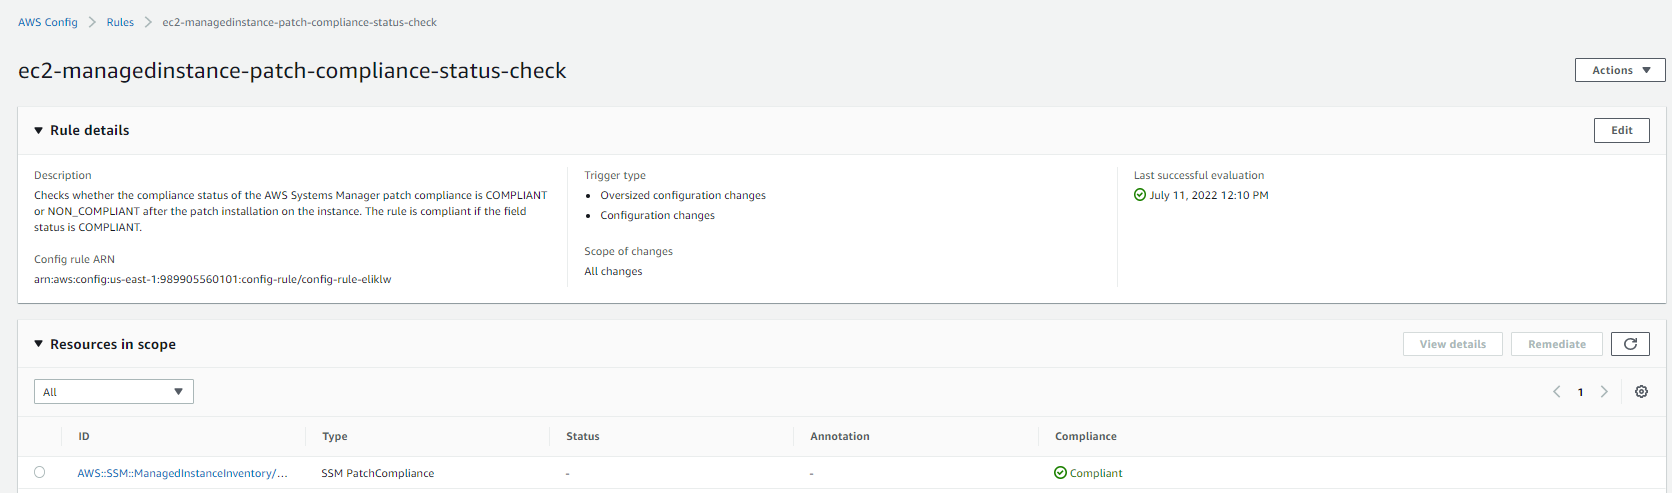 AWS Config
Rules
ec2-managedinstance-patch-compliance-status-check
ec2-managedinstance-patch-compliance-status-check
Actions
Rule details
Edit
Description
Checks whether the compliance status of the AWS Systems Manager patch compliance is COMPLIANT
or NON_COMPLIANT after the patch installation on the instance. The rule is compliant if the field
status is COMPLIANT.
Config rule ARN
arn:aws:config:us-east-1:989905560101:config-rule/config-rule-eliklw
Trigger type
Oversized configuration changes
Configuration changes
Scope of changes
All changes
Last successful evaluation
July 11, 2022 12:10 PM
Resources in scope
View details
Remediate
All
1
ID
Type
Status
Annotation
Compliance
AWS::SSM::ManagedInstanceInventory/...
SSM PatchCompliance
-
-
Compliant